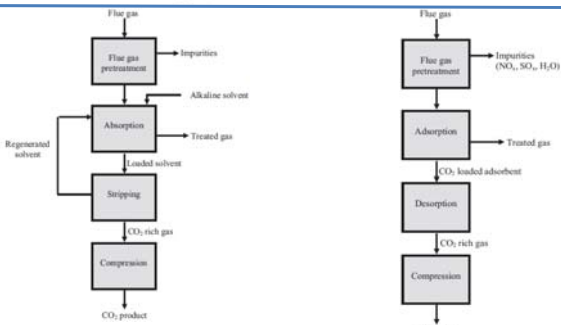 Flue gas
Flue gas
pretreatment
Impurities
Alkaline solvent
Absorption
Treated gas
Regenerated
solvent
Loaded solvent
Stripping
CO₂ rich gas
Compression
CO₂ product
Flue gas
Flue gas
pretreatment
Impurities
(NOₓ, SOₓ, H₂O)
Adsorption
Treated gas
CO₂ loaded adsorbent
Desorption
CO₂ rich gas
Compression